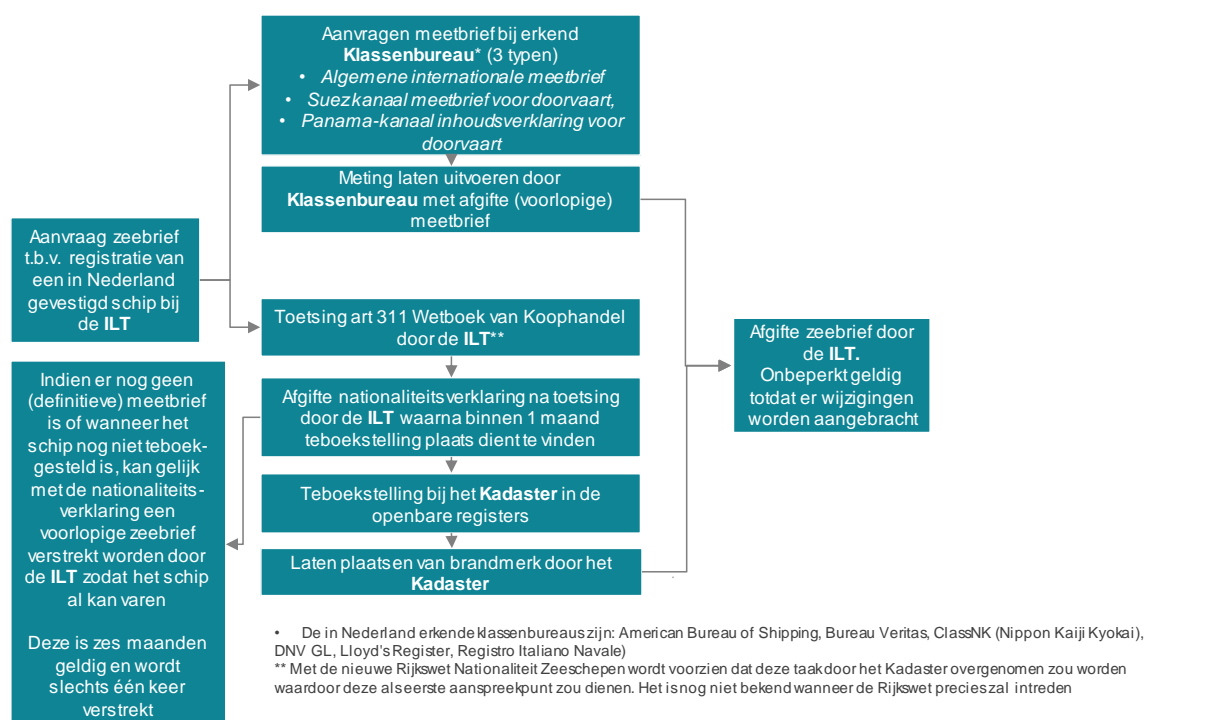 Aanvragen meetbrief bij erkend
Klassenbureau* (3 typen)
• Algemene internationale meetbrief
• Suezkanaal meetbrief voor doorvaart,
• Panama-kanaal inhoudsverklaring voor
doorvaart
Meting laten uitvoeren door
Klassenbureau met afgifte (voorlopige)
meetbrief
Aanvraag zeebrief
t.b.v. registratie van
een in Nederland
gevestigd schip bij
de ILT
Toetsing art 311 Wetboek van Koophandel
door de ILT**
Afgifte zeebrief door
de ILT.
Onbeperkt geldig
totdat er wijzigingen
worden aangebracht
Indien er nog geen
(definitieve) meetbrief
is of wanneer het
schip nog niet teboek-
gesteld is, kan gelijk
met de nationaliteits-
verklaring een
voorlopige zeebrief
verstrekt worden door
de ILT zodat het schip
al kan varen
Deze is zes maanden
geldig en wordt
slechts één keer
verstrekt
Afgifte nationaliteitsverklaring na toetsing
door de ILT waarna binnen 1 maand
teboekstelling plaats dient te vinden
Teboekstelling bij het Kadaster in de
openbare registers
Laten plaatsen van brandmerk door het
Kadaster
• De in Nederland erkende klassenbureaus zijn: American Bureau of Shipping, Bureau Veritas, ClassNK (Nippon Kaiji Kyokai),
DNV GL, Lloyd's Register, Registro Italiano Navale)
** Met de nieuwe Rijkswet Nationaliteit Zeeschepen wordt voorzien dat deze taak door het Kadaster overgenomen zou worden
waardoor deze als eerste aanspreekpunt zou dienen. Het is nog niet bekend wanneer de Rijkswet precies zal intreden